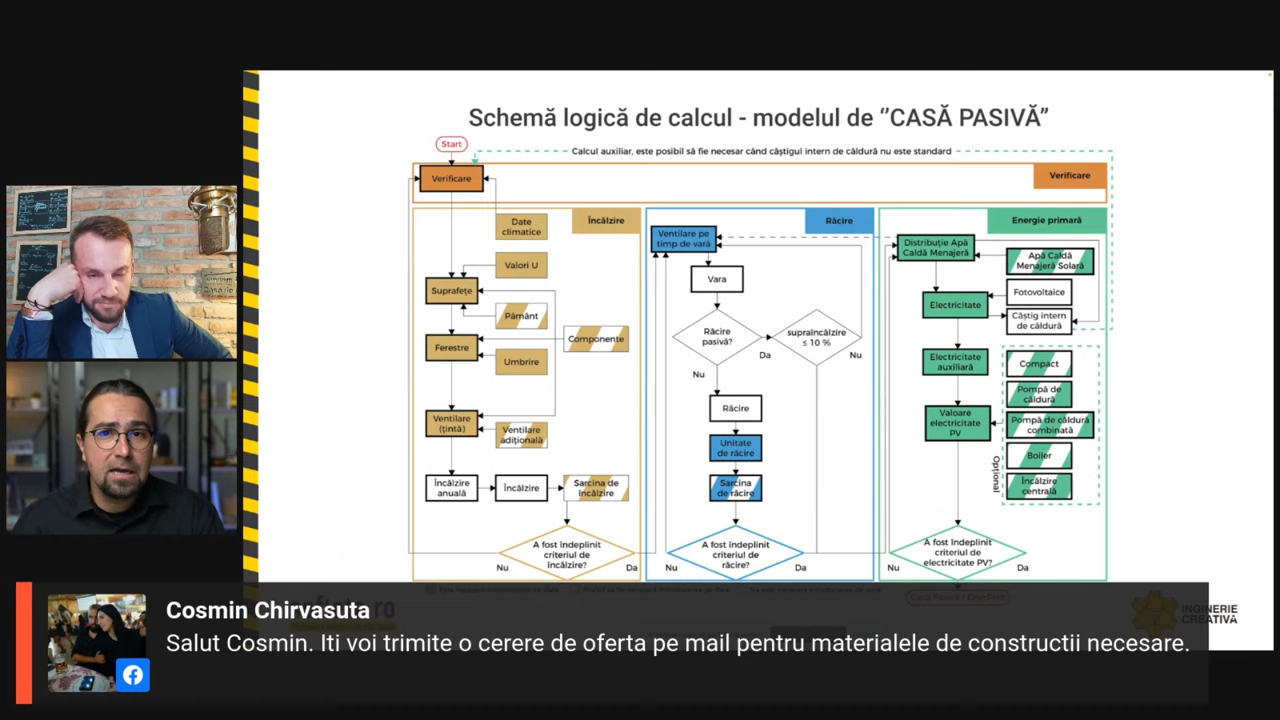 Schemă logică de calcul - modelul de “CASĂ PASIVĂ”
Start
Calcul auxiliar, este posibil să fie necesar când câștigul intern de căldură nu este standard
Verificare
Verificare
Încălzire
Date
climatice
Valori U
Suprafețe
Pământ
Componente
Ferestre
Umbrire
Ventilare
(țintă)
Ventilare
adițională
Încălzire
anuală
Încălzire
Sarcina de
încălzire
A fost îndeplinit
criteriul de
încălzire?
Nu
Da
Răcire
Ventilare pe
timp de vară
Vara
Răcire
pasivă?
Da
supraîncălzire
≤ 10 %
Nu
Nu
Răcire
Unitate
de răcire
Sarcina
de răcire
A fost îndeplinit
criteriul de
răcire?
Nu
Da
Energie primară
Distribuție Apă
Caldă Menajeră
Apă Caldă
Menajeră Solară
Electricitate
Fotovoltaice
Câștig intern
de căldură
Electricitate
auxiliară
Compact
Pompă de
căldură
Valoare
electricitate
PV
Pompă de căldură
combinată
Boiler
Încălzire
centrală
Opțional
A fost îndeplinit
criteriul de
electricitate PV?
Nu
Da
INGINERIE
CREATIVĂ
Cosmin Chirvasuta
Salut Cosmin. Iti voi trimite o cerere de oferta pe mail pentru materialele de constructii necesare.